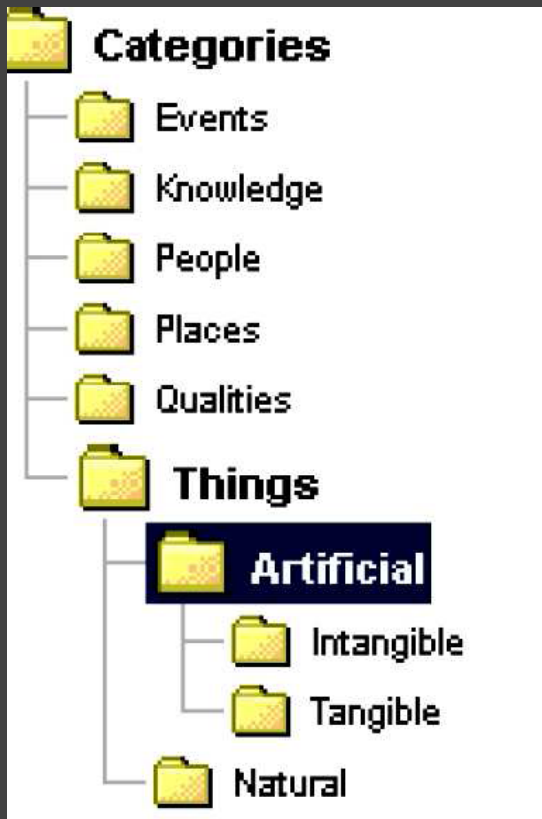 Categories
Events
Knowledge
People
Places
Qualities
Things
Artificial
Intangible
Tangible
Natural